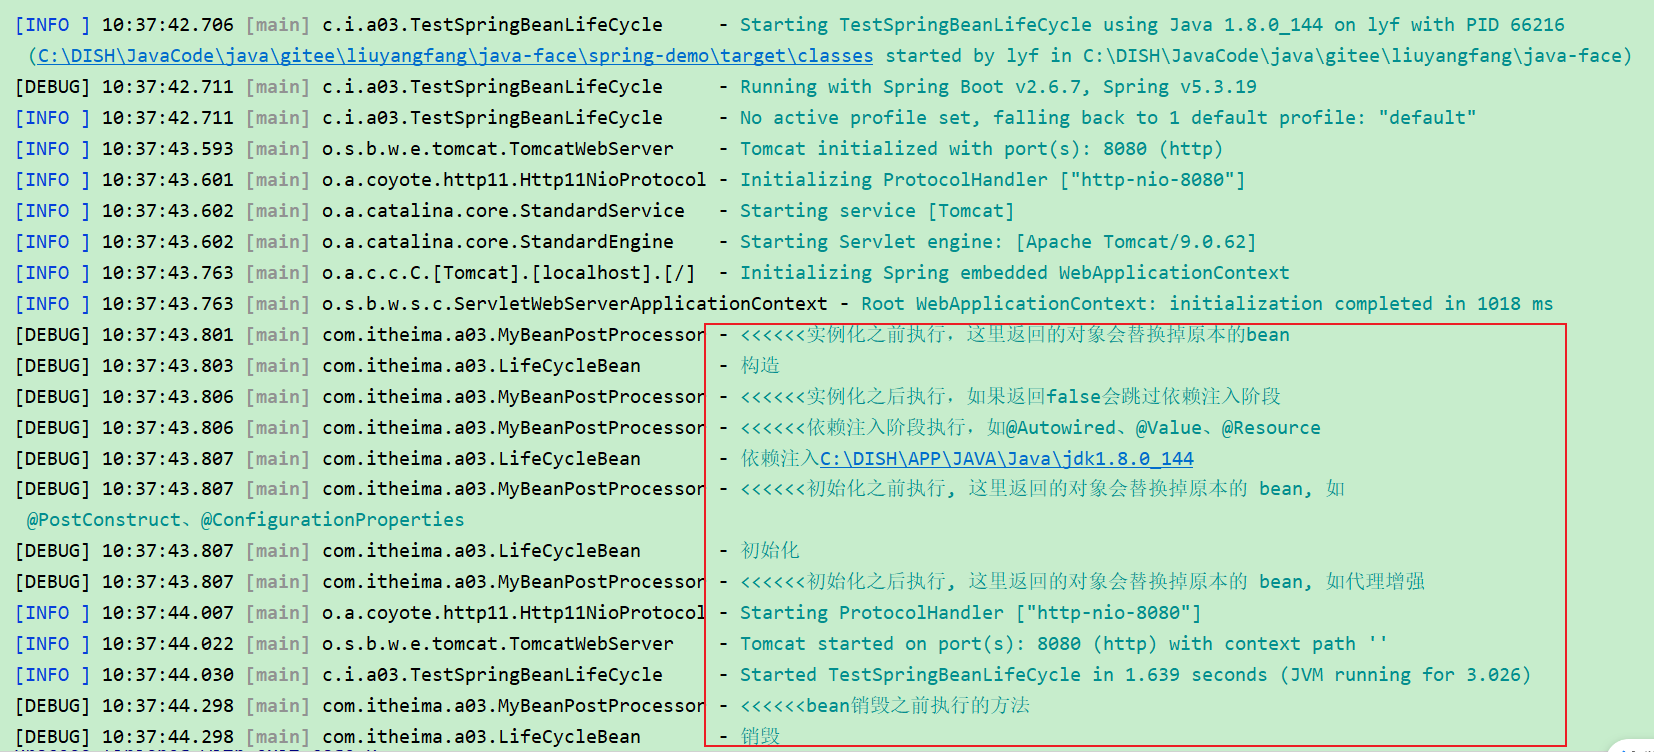 [INFO ] 10:37:42.706 [main] c.i.a03.TestSpringBeanLifeCycle     - Starting TestSpringBeanLifeCycle using Java 1.8.0_144 on lyf with PID 66216
(C:\DISH\JavaCode\java\gitee\liuyangfang\java-face\spring-demo\target\classes started by lyf in C:\DISH\JavaCode\java\gitee\liuyangfang\java-face)
[DEBUG] 10:37:42.711 [main] c.i.a03.TestSpringBeanLifeCycle     - Running with Spring Boot v2.6.7, Spring v5.3.19
[INFO ] 10:37:42.711 [main] c.i.a03.TestSpringBeanLifeCycle     - No active profile set, falling back to 1 default profile: "default"
[INFO ] 10:37:43.593 [main] o.s.b.w.e.tomcat.TomcatWebServer    - Tomcat initialized with port(s): 8080 (http)
[INFO ] 10:37:43.601 [main] o.a.coyote.http11.Http11NioProtocol - Initializing ProtocolHandler ["http-nio-8080"]
[INFO ] 10:37:43.602 [main] o.a.catalina.core.StandardService   - Starting service [Tomcat]
[INFO ] 10:37:43.602 [main] o.a.catalina.core.StandardEngine    - Starting Servlet engine: [Apache Tomcat/9.0.62]
[INFO ] 10:37:43.763 [main] o.a.c.c.C.[Tomcat].[localhost].[/]  - Initializing Spring embedded WebApplicationContext
[INFO ] 10:37:43.763 [main] o.s.b.w.s.c.ServletWebServerApplicationContext - Root WebApplicationContext: initialization completed in 1018 ms
[DEBUG] 10:37:43.801 [main] com.itheima.a03.MyBeanPostProcessor - <<<<<<实例化之前执行，这里返回的对象会替换掉原本的bean
[DEBUG] 10:37:43.803 [main] com.itheima.a03.LifeCycleBean       - 构造
[DEBUG] 10:37:43.806 [main] com.itheima.a03.MyBeanPostProcessor - <<<<<<实例化之后执行，如果返回false会跳过依赖注入阶段
[DEBUG] 10:37:43.806 [main] com.itheima.a03.MyBeanPostProcessor - <<<<<<依赖注入阶段执行，如@Autowired、@Value、@Resource
[DEBUG] 10:37:43.807 [main] com.itheima.a03.LifeCycleBean       - 依赖注入C:\DISH\APP\JAVA\Java\jdk1.8.0_144
[DEBUG] 10:37:43.807 [main] com.itheima.a03.MyBeanPostProcessor - <<<<<<初始化之前执行, 这里返回的对象会替换掉原本的 bean, 如
@PostConstruct、@ConfigurationProperties
[DEBUG] 10:37:43.807 [main] com.itheima.a03.LifeCycleBean       - 初始化
[DEBUG] 10:37:43.807 [main] com.itheima.a03.MyBeanPostProcessor - <<<<<<初始化之后执行, 这里返回的对象会替换掉原本的 bean, 如代理增强
[INFO ] 10:37:44.007 [main] o.a.coyote.http11.Http11NioProtocol - Starting ProtocolHandler ["http-nio-8080"]
[INFO ] 10:37:44.022 [main] o.s.b.w.e.tomcat.TomcatWebServer    - Tomcat started on port(s): 8080 (http) with context path ''
[INFO ] 10:37:44.030 [main] c.i.a03.TestSpringBeanLifeCycle     - Started TestSpringBeanLifeCycle in 1.639 seconds (JVM running for 3.026)
[DEBUG] 10:37:44.298 [main] com.itheima.a03.MyBeanPostProcessor - <<<<<<bean销毁之前执行的方法
[DEBUG] 10:37:44.298 [main] com.itheima.a03.LifeCycleBean       - 销毁